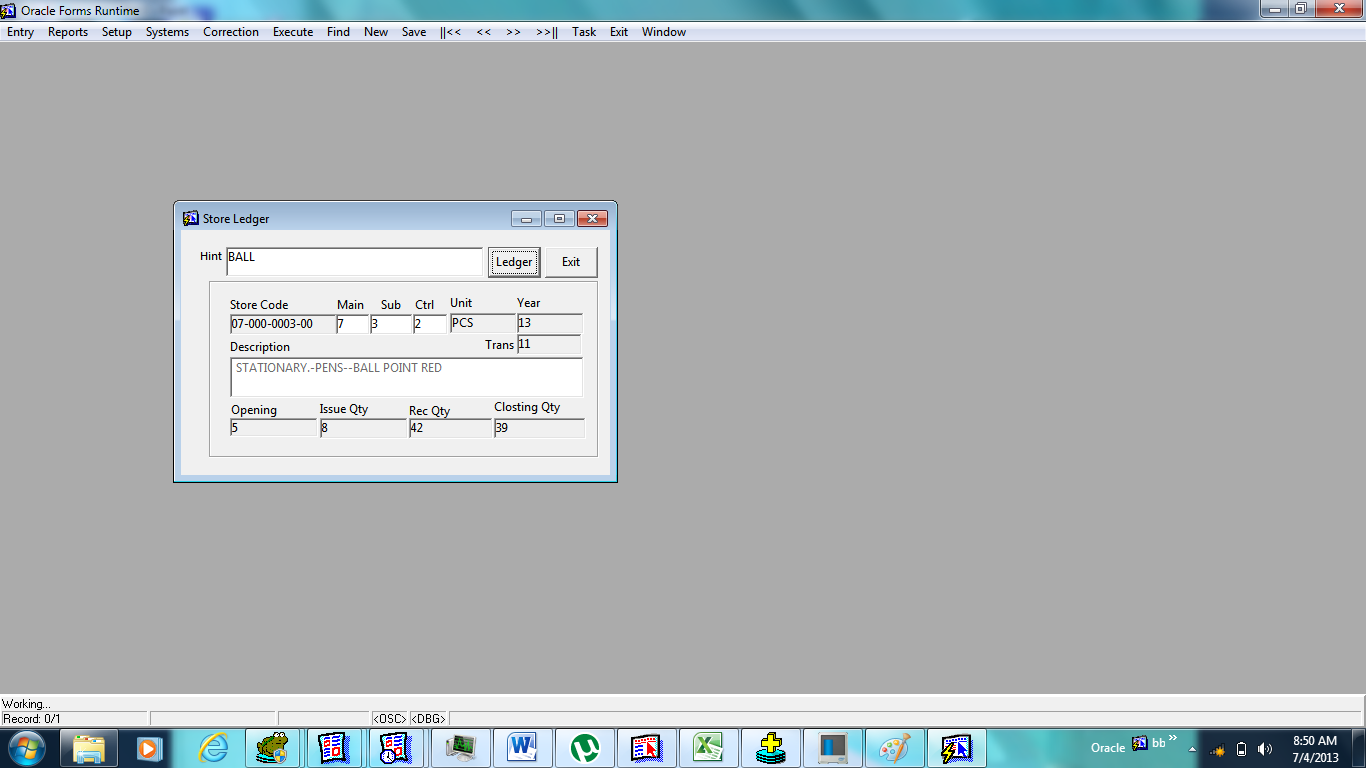 Oracle Forms Runtime
Entry Reports Setup Systems Correction Execute Find New Save ||<< << >> >>|| Task Exit Window
Store Ledger
Hint BALL Ledger Exit
Store Code Main Sub Ctrl Unit Year
07-000-0003-00 7 3 2 PCS 13
Description Trans 11
STATIONARY.-PENS--BALL POINT RED
Opening Issue Qty Rec Qty Closting Qty
5 8 42 39
Working...
Record: 0/1 <OSC> <DBG>
Oracle bb >> 8:50 AM
7/4/2013